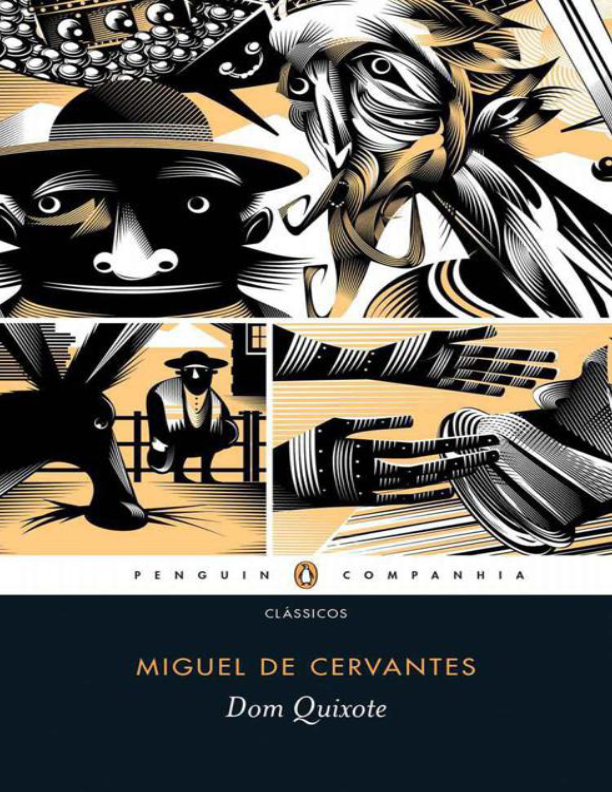 PENGUIN COMPANHIA
CLÁSSICOS
MIGUEL DE CERVANTES
Dom Quixote